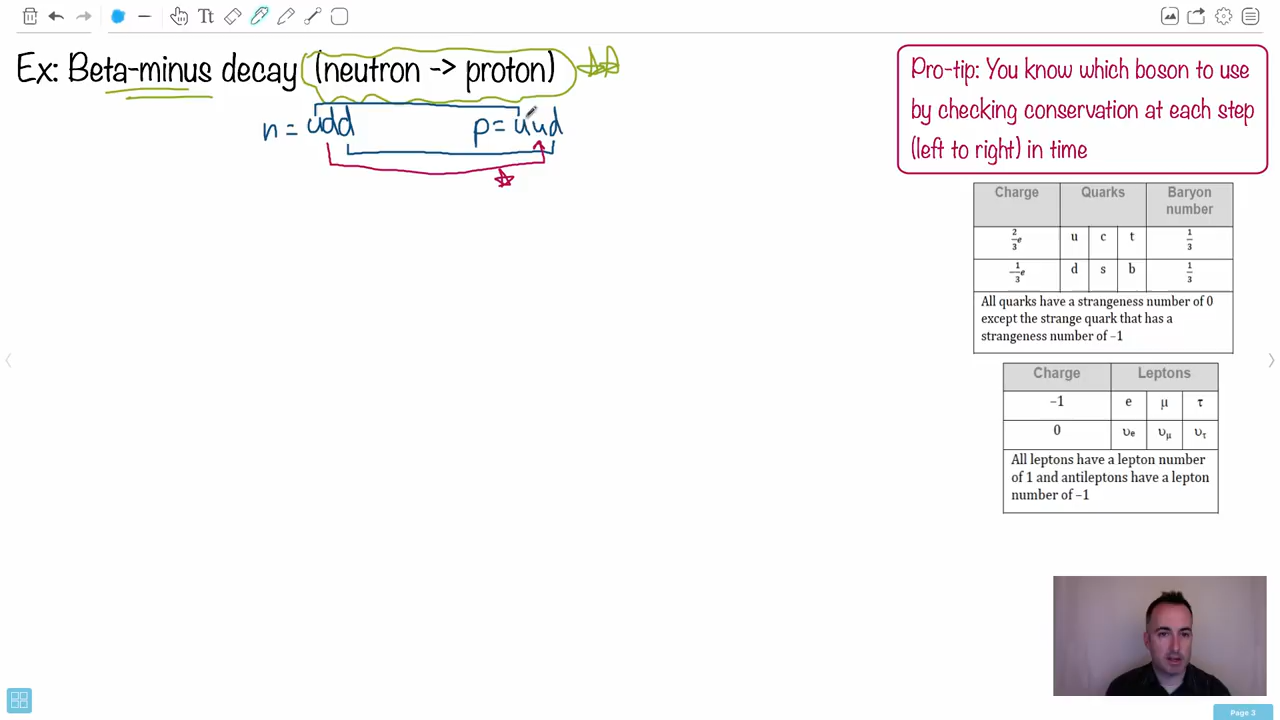 Tt
Ex: Beta-minus decay (neutron -> proton)
n = udd
p = uud
Pro-tip: You know which boson to use
by checking conservation at each step
(left to right) in time
Charge Quarks Baryon
number
2/3 e u c t 1/3
-1/3 e d s b 1/3
All quarks have a strangeness number of 0
except the strange quark that has a
strangeness number of –1
Charge Leptons
–1 e μ τ
0 υe υμ υτ
All leptons have a lepton number
of 1 and antileptons have a lepton
number of –1
Page 3